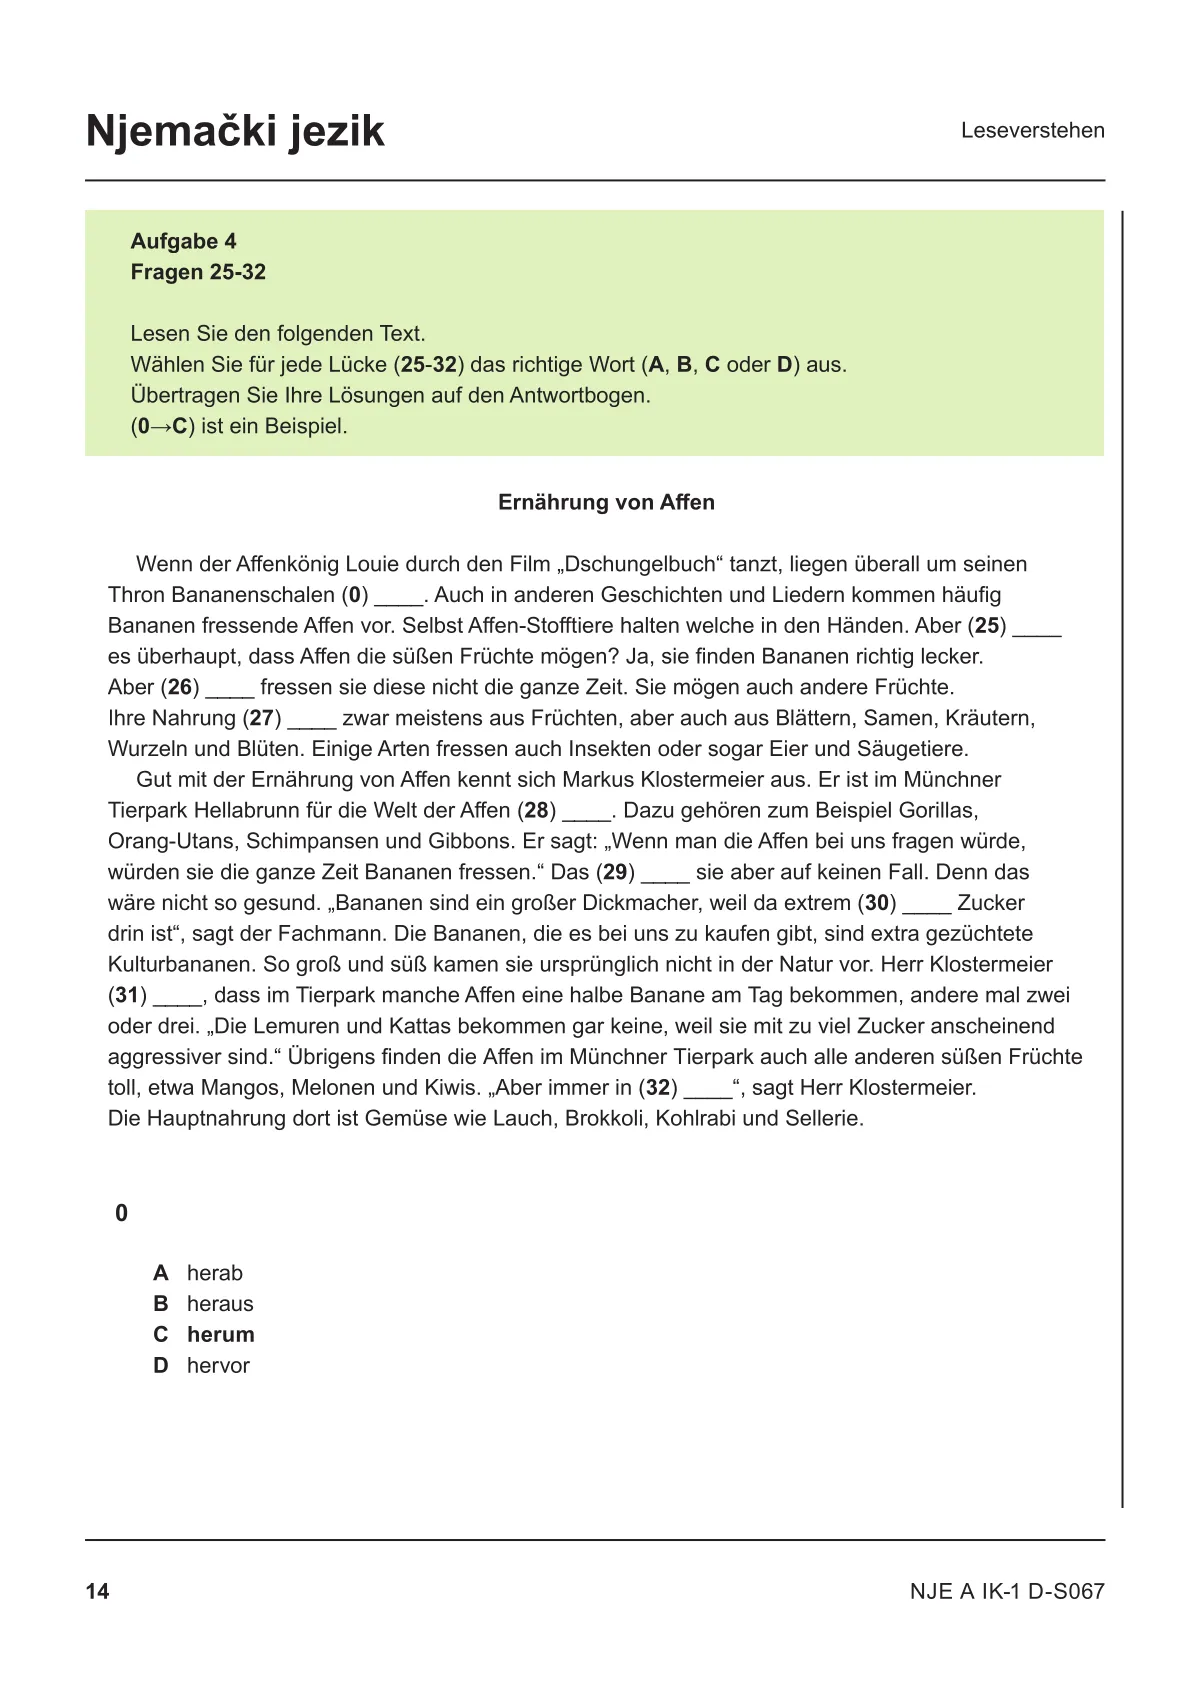 Njemački jezik
Leseverstehen
Aufgabe 4
Fragen 25-32
Lesen Sie den folgenden Text.
Wählen Sie für jede Lücke (25-32) das richtige Wort (A, B, C oder D) aus.
Übertragen Sie Ihre Lösungen auf den Antwortbogen.
(0→C) ist ein Beispiel.
Ernährung von Affen
Wenn der Affenkönig Louie durch den Film „Dschungelbuch“ tanzt, liegen überall um seinen
Thron Bananenschalen (0) ____. Auch in anderen Geschichten und Liedern kommen häufig
Bananen fressende Affen vor. Selbst Affen-Stofftiere halten welche in den Händen. Aber (25) ____
es überhaupt, dass Affen die süßen Früchte mögen? Ja, sie finden Bananen richtig lecker.
Aber (26) ____ fressen sie diese nicht die ganze Zeit. Sie mögen auch andere Früchte.
Ihre Nahrung (27) ____ zwar meistens aus Früchten, aber auch aus Blättern, Samen, Kräutern,
Wurzeln und Blüten. Einige Arten fressen auch Insekten oder sogar Eier und Säugetiere.
Gut mit der Ernährung von Affen kennt sich Markus Klostermeier aus. Er ist im Münchner
Tierpark Hellabrunn für die Welt der Affen (28) ____. Dazu gehören zum Beispiel Gorillas,
Orang-Utans, Schimpansen und Gibbons. Er sagt: „Wenn man die Affen bei uns fragen würde,
würden sie die ganze Zeit Bananen fressen.“ Das (29) ____ sie aber auf keinen Fall. Denn das
wäre nicht so gesund. „Bananen sind ein großer Dickmacher, weil da extrem (30) ____ Zucker
drin ist“, sagt der Fachmann. Die Bananen, die es bei uns zu kaufen gibt, sind extra gezüchtete
Kulturbananen. So groß und süß kamen sie ursprünglich nicht in der Natur vor. Herr Klostermeier
(31) ____, dass im Tierpark manche Affen eine halbe Banane am Tag bekommen, andere mal zwei
oder drei. „Die Lemuren und Kattas bekommen gar keine, weil sie mit zu viel Zucker anscheinend
aggressiver sind.“ Übrigens finden die Affen im Münchner Tierpark auch alle anderen süßen Früchte
toll, etwa Mangos, Melonen und Kiwis. „Aber immer in (32) ____“, sagt Herr Klostermeier.
Die Hauptnahrung dort ist Gemüse wie Lauch, Brokkoli, Kohlrabi und Sellerie.
0
A herab
B heraus
C herum
D hervor
14
NJE A IK-1 D-S067